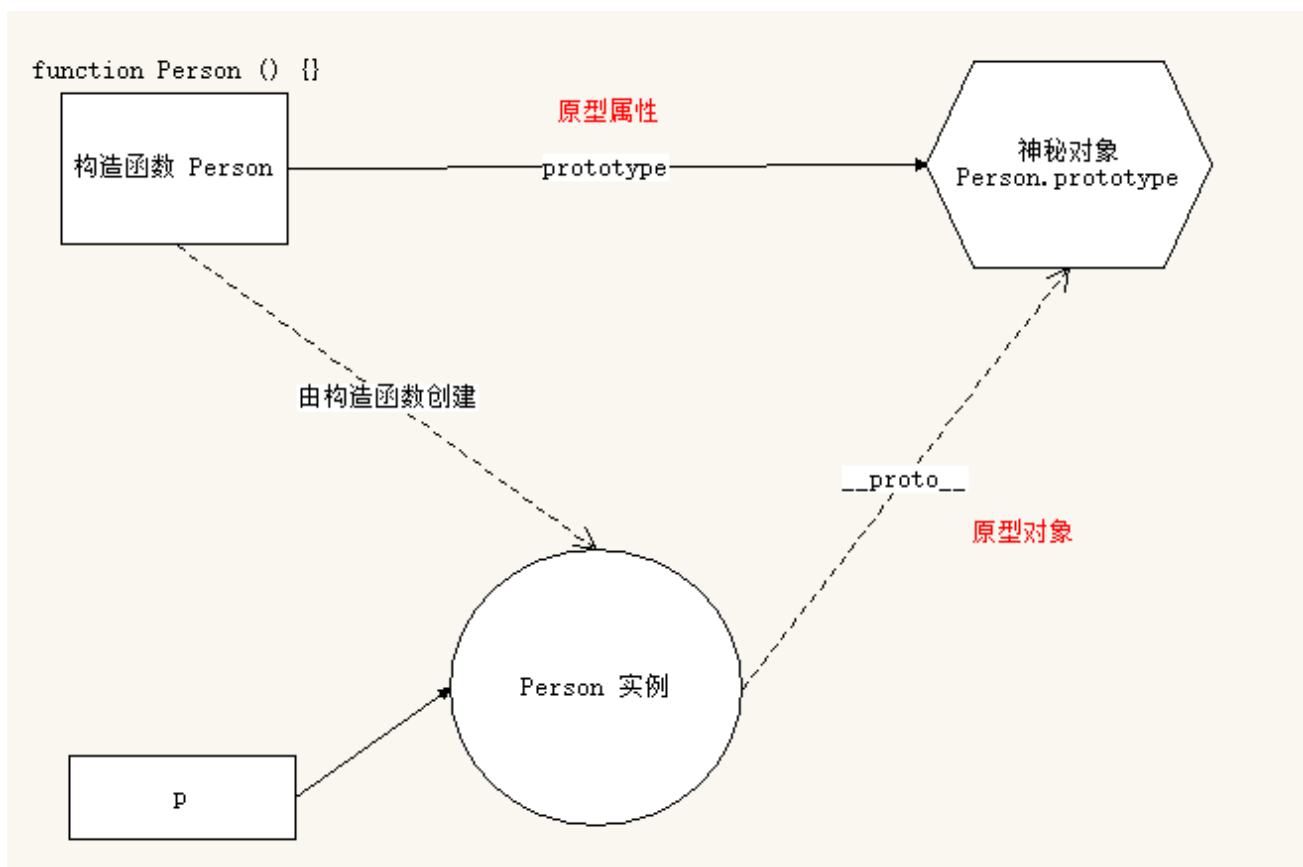 function Person () {}
原型属性
构造函数 Person
prototype
神秘对象
Person.prototype
由构造函数创建
__proto__
原型对象
Person 实例
p